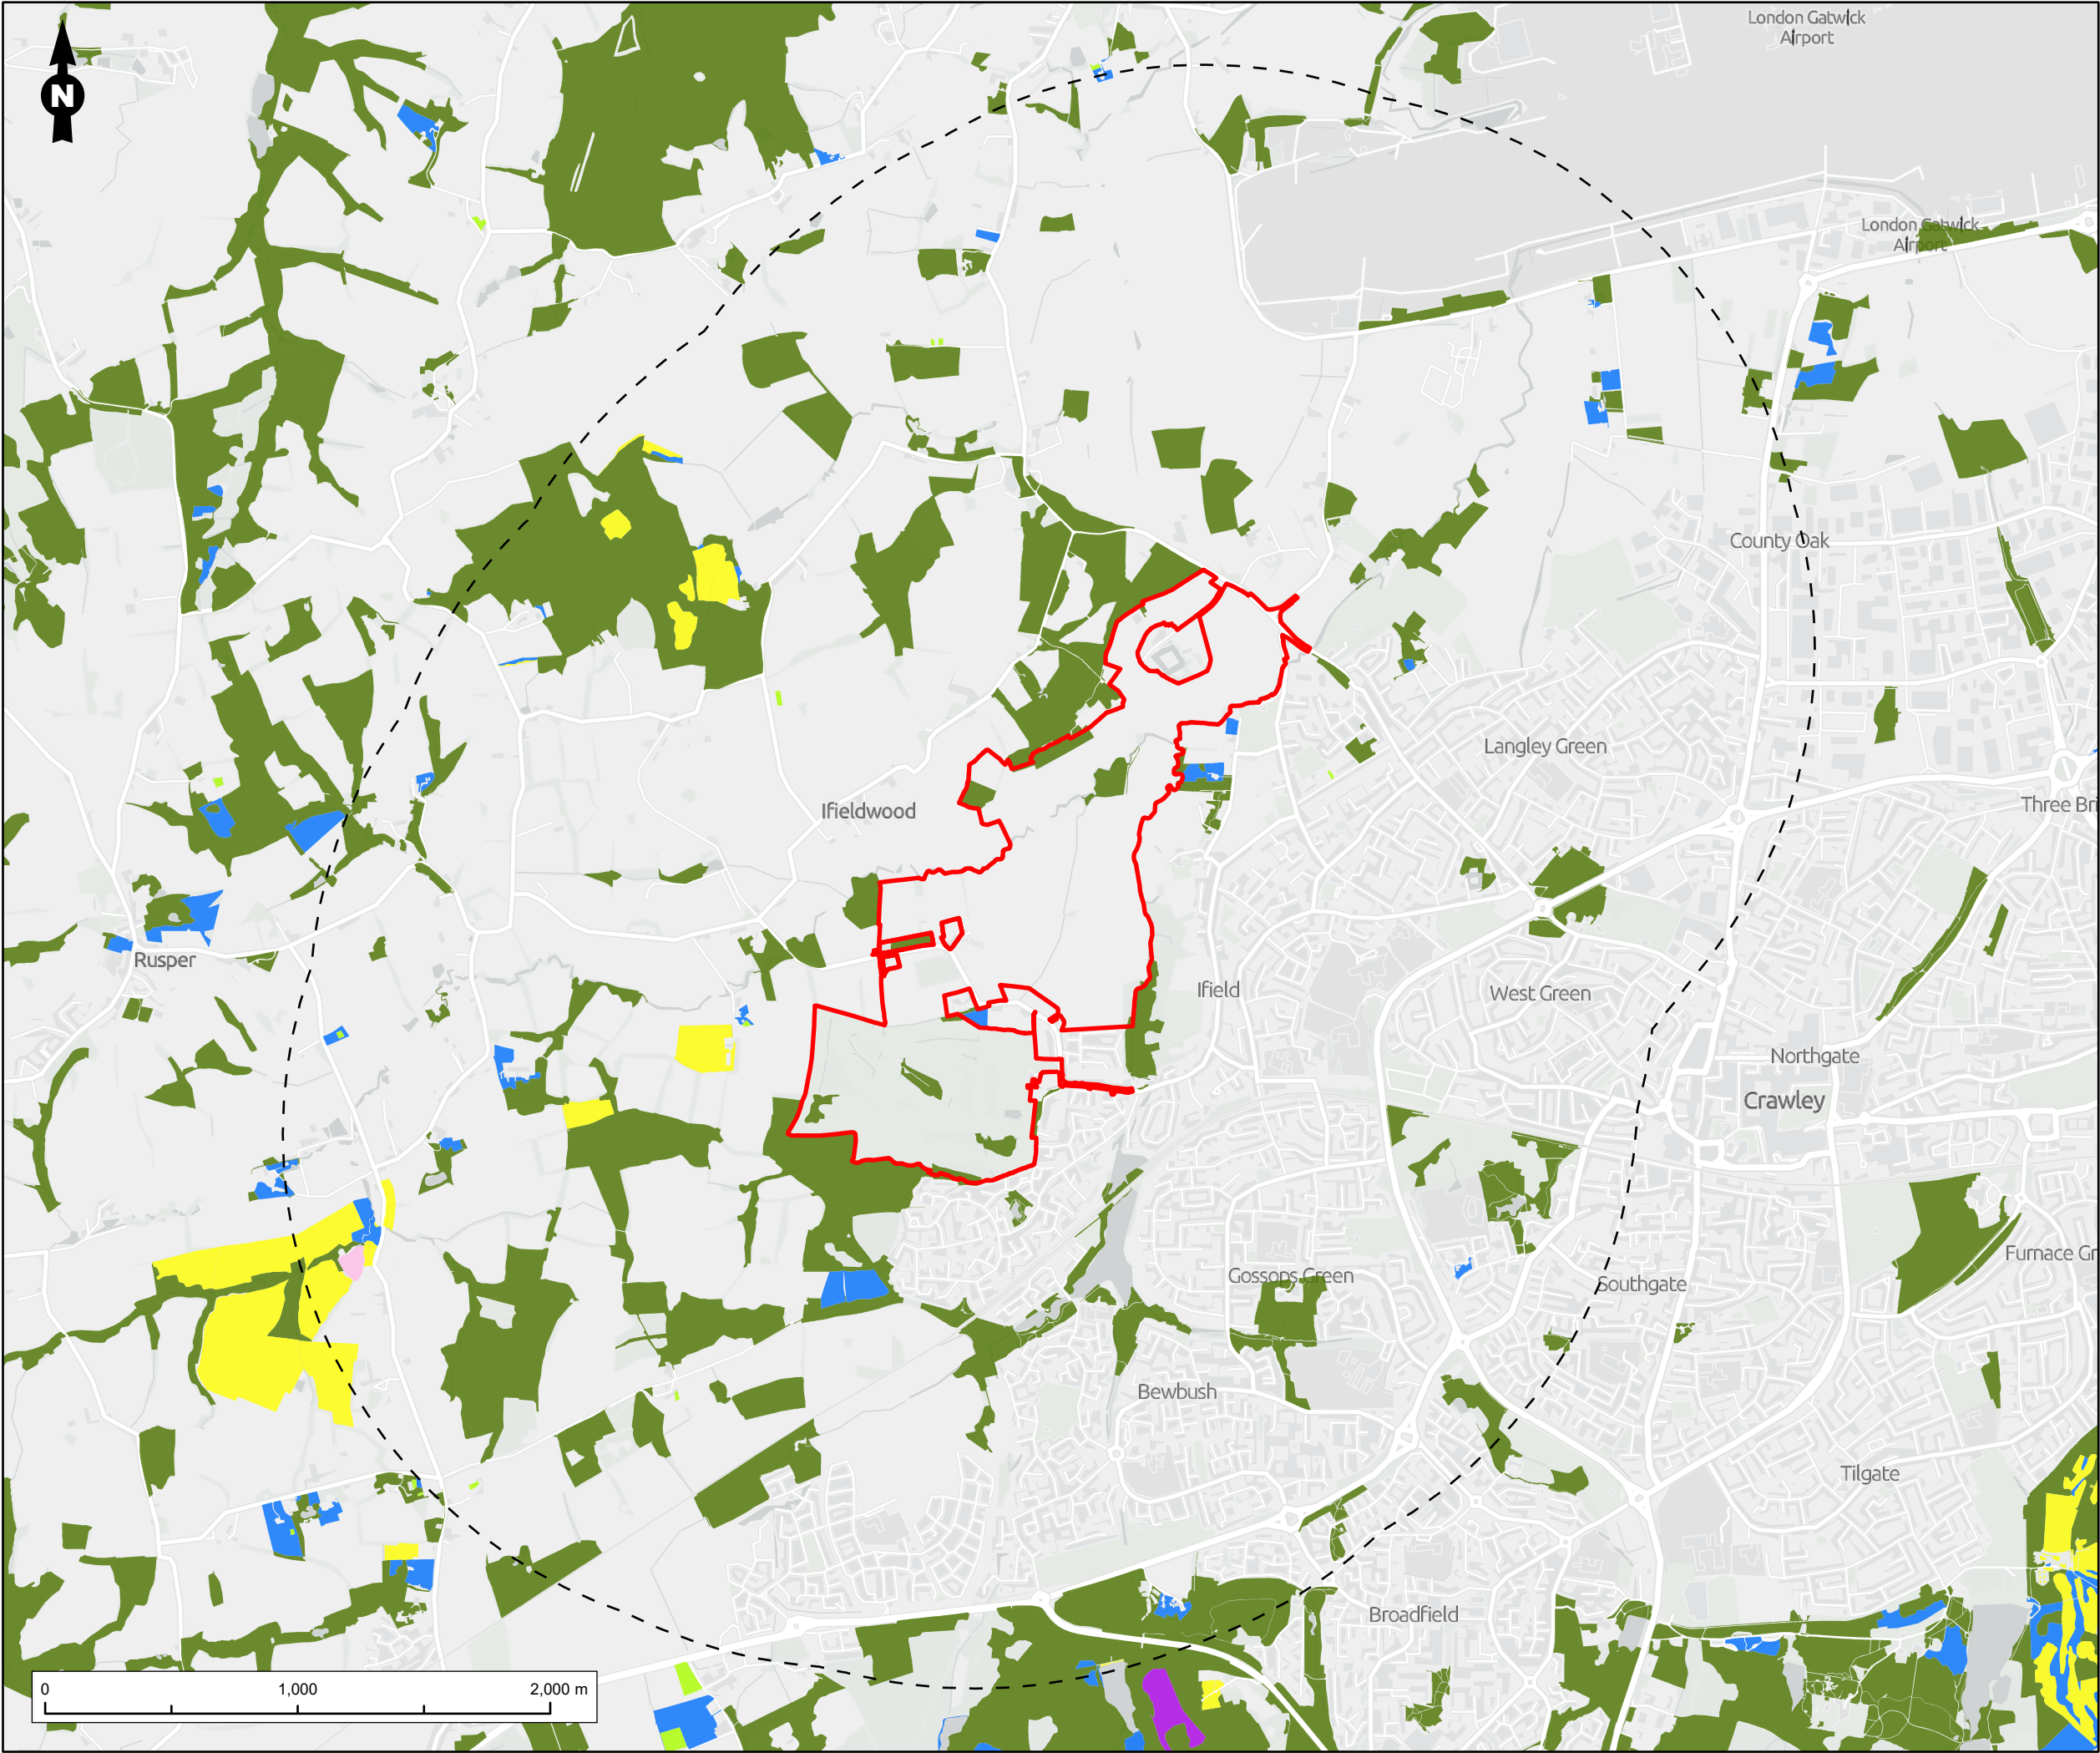 London Gatwick
Airport
N
London Gatwick
Airport
County Oak
Langley Green
Three Bri
Ifieldwood
Rusper
Ifield
West Green
Northgate
Crawley
Furnace Gr
Gossops Green
Southgate
Bewbush
Tilgate
Broadfield
0 1,000 2,000 m